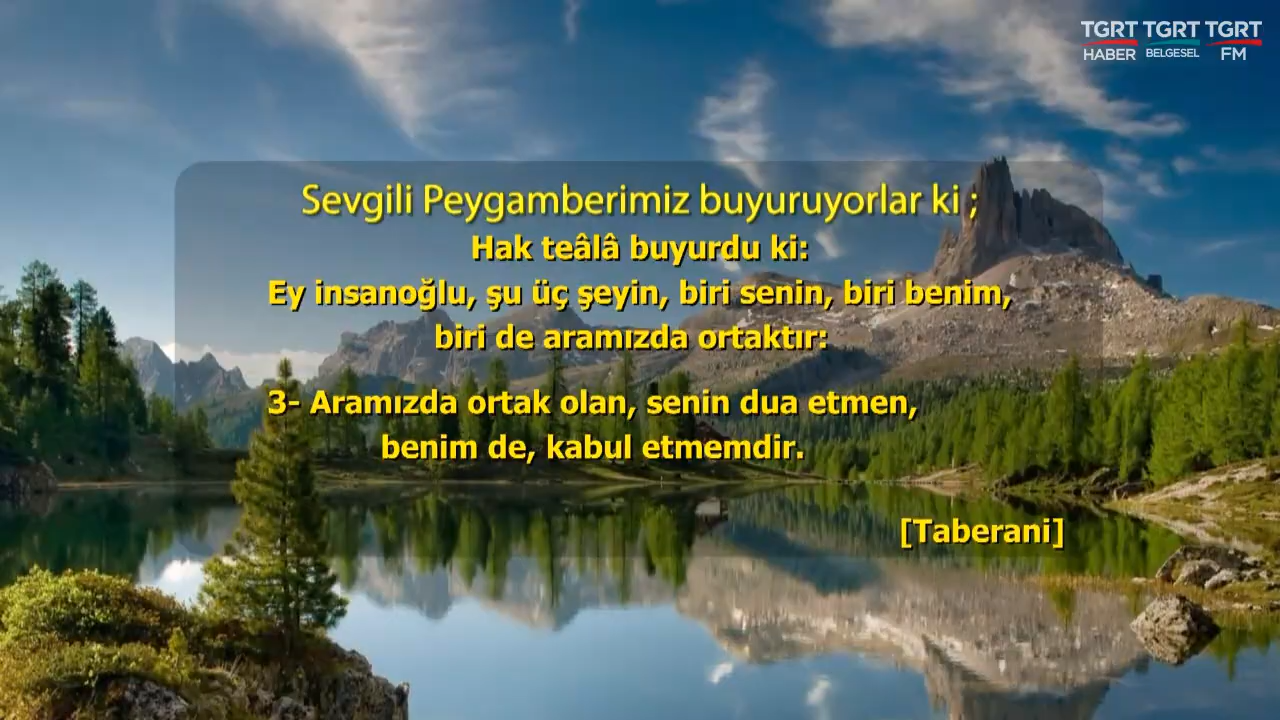 TGRT TGRT TGRT
HABER BELGESEL FM
Sevgili Peygamberimiz buyuruyorlar ki ;
Hak teâlâ buyurdu ki:
Ey insanoğlu, şu üç şeyin, biri senin, biri benim,
biri de aramızda ortaktır:
3- Aramızda ortak olan, senin dua etmen,
benim de, kabul etmemdir.
[Taberani]